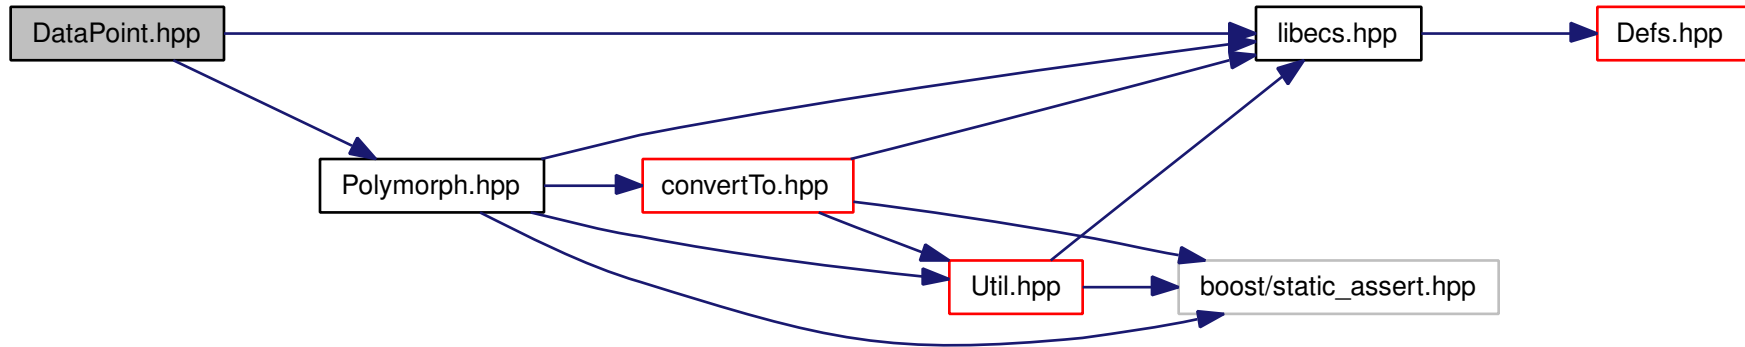 DataPoint.hpp
libecs.hpp
Defs.hpp
Polymorph.hpp
convertTo.hpp
Util.hpp
boost/static_assert.hpp